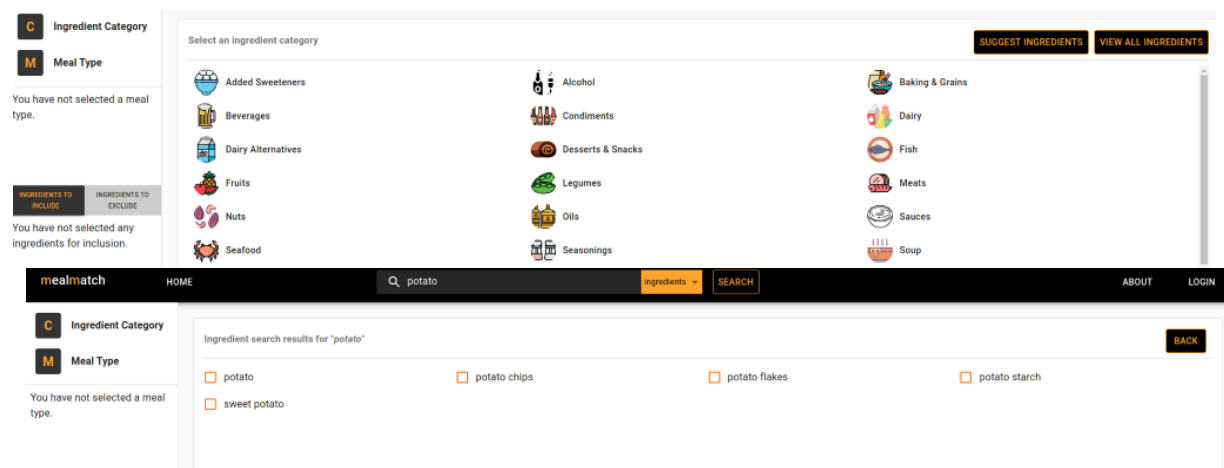 C Ingredient Category
M Meal Type
You have not selected a meal
type.
INGREDIENTS TO
INCLUDE
INGREDIENTS TO
EXCLUDE
You have not selected any
ingredients for inclusion.
Select an ingredient category
SUGGEST INGREDIENTS VIEW ALL INGREDIENTS
Added Sweeteners Alcohol Baking & Grains
Beverages Condiments Dairy
Dairy Alternatives Desserts & Snacks Fish
Fruits Legumes Meats
Nuts Oils Sauces
Seafood Seasonings Soup
mealmatch HOME potato Ingredients SEARCH ABOUT LOGIN
C Ingredient Category
M Meal Type
You have not selected a meal
type.
Ingredient search results for "potato" BACK
potato potato chips potato flakes potato starch
sweet potato